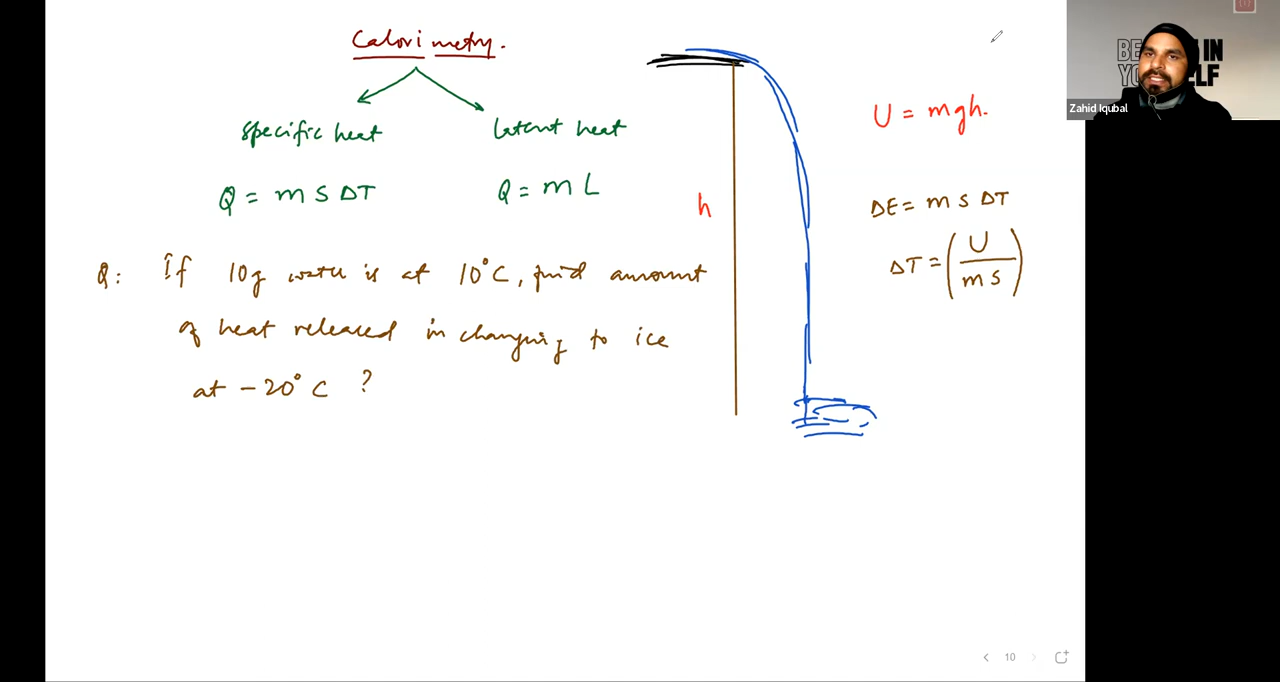 Calorimetry.
specific heat
latent heat
Q = m S ΔT
Q = m L
Q: If 10g water is at 10°C, find amount
of heat released in changing to ice
at -20°C ?
h
U = mgh.
ΔE = m s ΔT
ΔT = (U / m s)
Zahid Iqubal
10